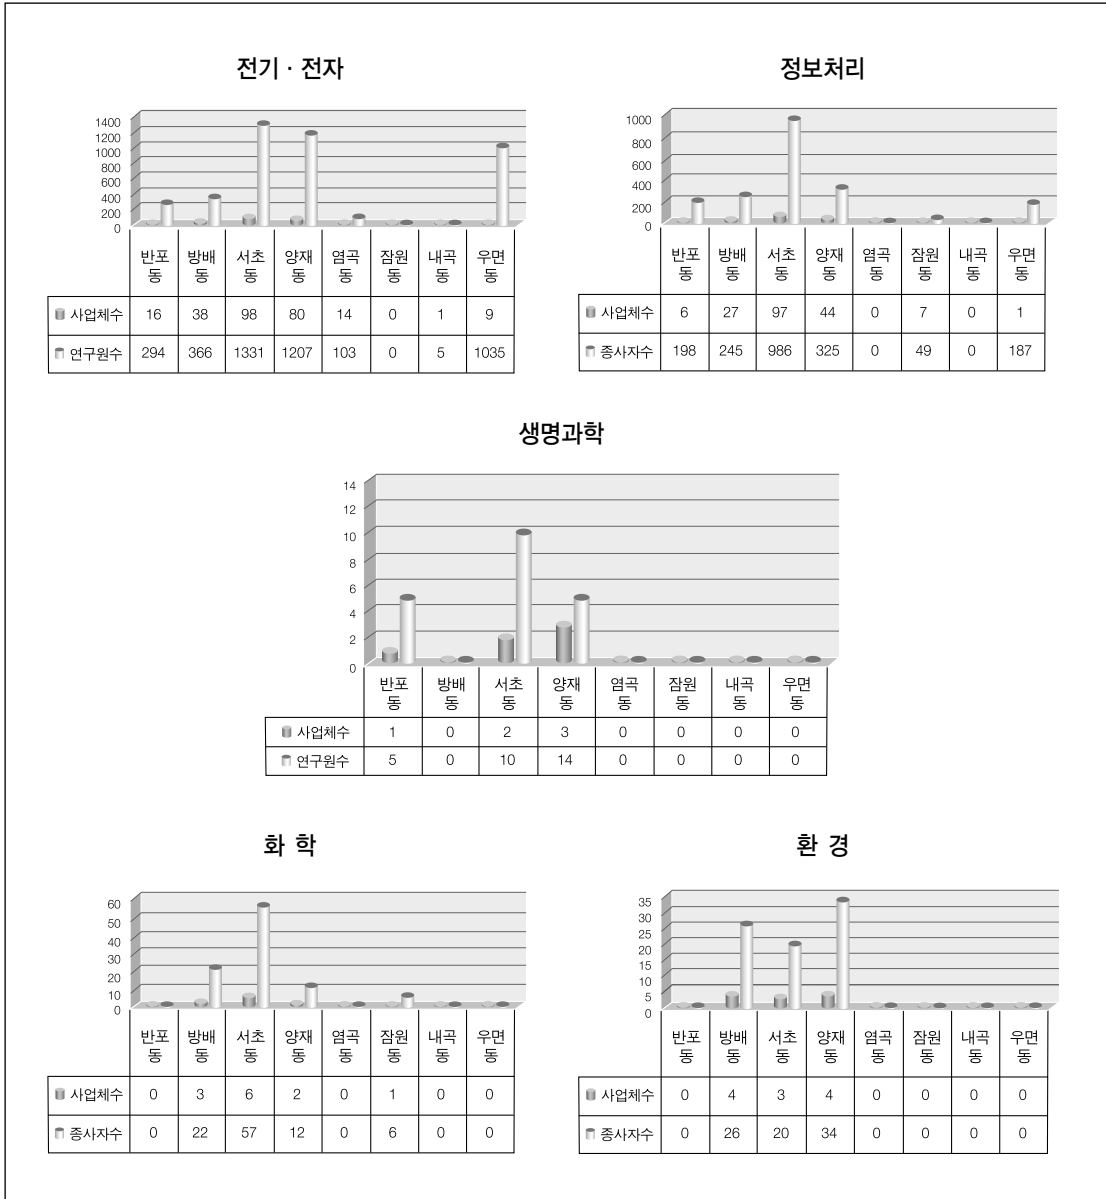 전기 · 전자
1400
1200
1000
800
600
400
200
0
반포동 방배동 서초동 양재동 염곡동 잠원동 내곡동 우면동
사업체수 16 38 98 80 14 0 1 9
연구원수 294 366 1331 1207 103 0 5 1035
정보처리
1000
800
600
400
200
0
반포동 방배동 서초동 양재동 염곡동 잠원동 내곡동 우면동
사업체수 6 27 97 44 0 7 0 1
종사자수 198 245 986 325 0 49 0 187
생명과학
14
12
10
8
6
4
2
0
반포동 방배동 서초동 양재동 염곡동 잠원동 내곡동 우면동
사업체수 1 0 2 3 0 0 0 0
연구원수 5 0 10 14 0 0 0 0
화 학
60
50
40
30
20
10
0
반포동 방배동 서초동 양재동 염곡동 잠원동 내곡동 우면동
사업체수 0 3 6 2 0 1 0 0
종사자수 0 22 57 12 0 6 0 0
환 경
35
30
25
20
15
10
5
0
반포동 방배동 서초동 양재동 염곡동 잠원동 내곡동 우면동
사업체수 0 4 3 4 0 0 0 0
종사자수 0 26 20 34 0 0 0 0